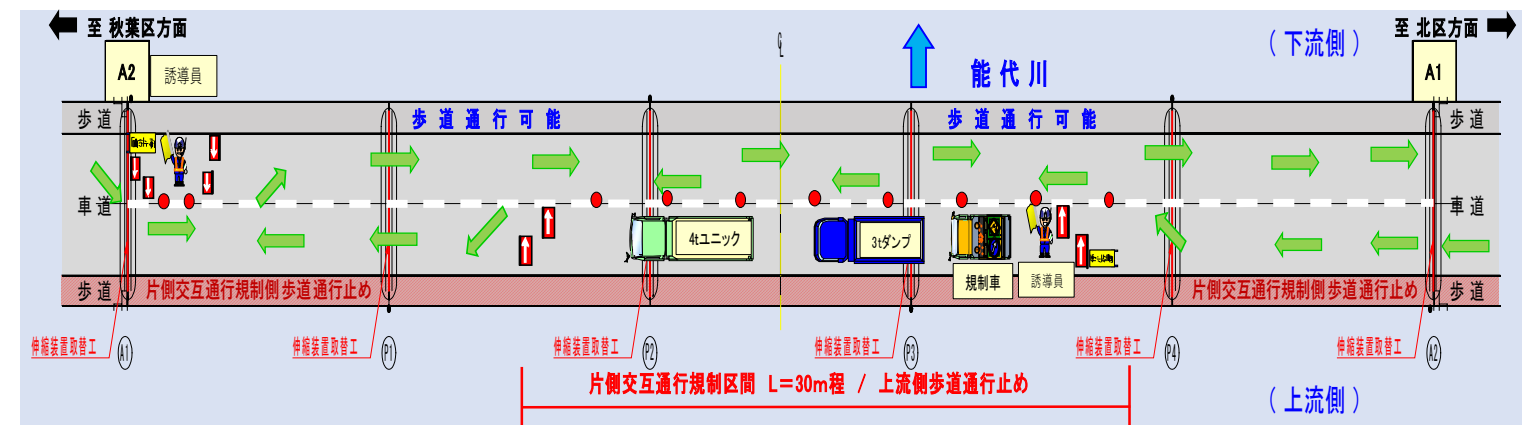 至 秋葉区方面
至 北区方面
（下流側）
能代川
A2
誘導員
℄
A1
歩道
歩道通行可能
歩道通行可能
歩道
車道
車道
4tユニック
3tダンプ
規制車
誘導員
歩道
片側交互通行規制側歩道通行止め
片側交互通行規制側歩道通行止め
歩道
伸縮装置取替工
A1
伸縮装置取替工
P1
伸縮装置取替工
P2
伸縮装置取替工
P3
伸縮装置取替工
P4
伸縮装置取替工
A2
片側交互通行規制区間 L＝30m程 / 上流側歩道通行止め
（上流側）